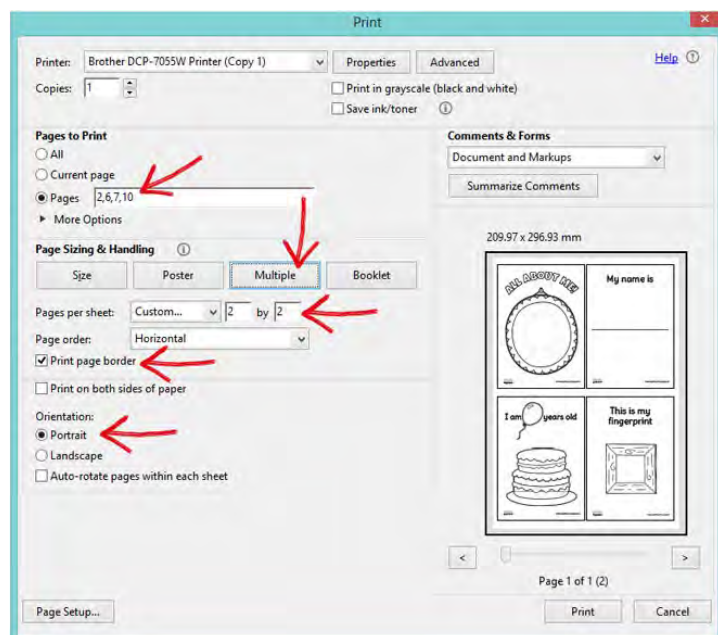 Print
Printer: Brother DCP-7055W Printer (Copy 1) Properties Advanced Help
Copies: 1 Print in grayscale (black and white)
Save ink/toner
Pages to Print
All
Current page
Pages 2,6,7,10
More Options
Comments & Forms
Document and Markups
Summarize Comments
Page Sizing & Handling
Size Poster Multiple Booklet
Pages per sheet: Custom... 2 by 2
Page order: Horizontal
Print page border
Print on both sides of paper
Orientation:
Portrait
Landscape
Auto-rotate pages within each sheet
209.97 x 296.93 mm
ALL ABOUT ME!
My name is
I am years old
This is my
fingerprint
< >
Page 1 of 1 (2)
Page Setup... Print Cancel